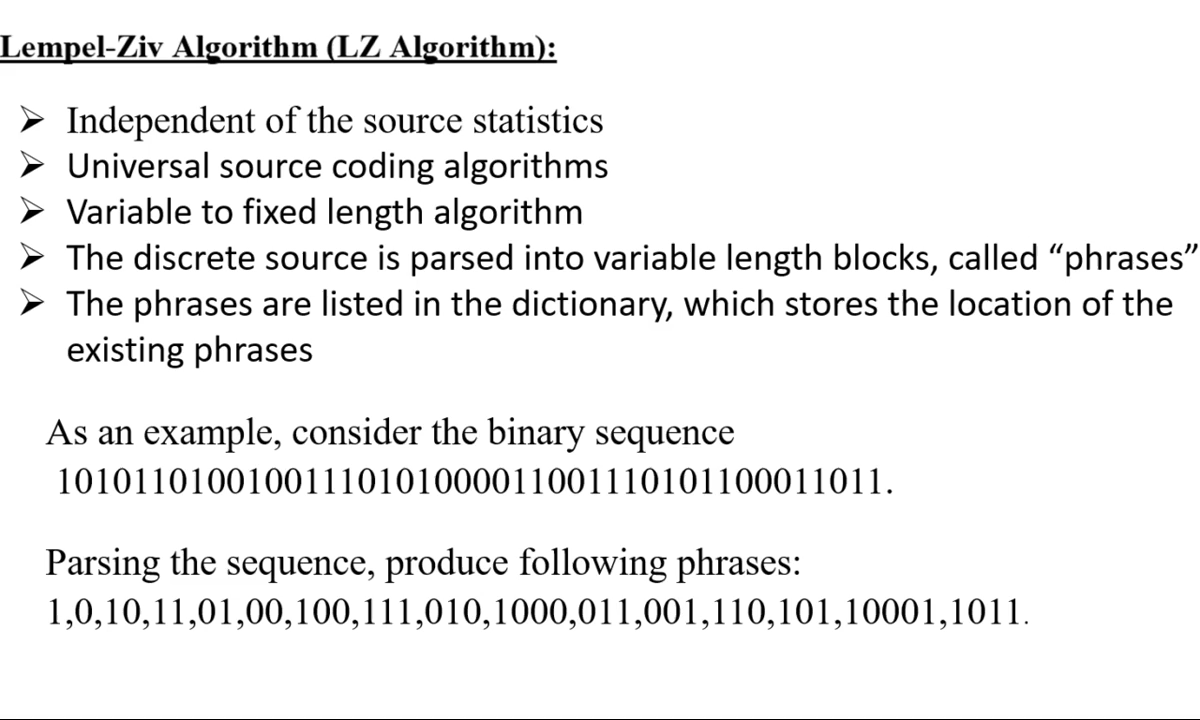 Lempel-Ziv Algorithm (LZ Algorithm):
➢ Independent of the source statistics
➢ Universal source coding algorithms
➢ Variable to fixed length algorithm
➢ The discrete source is parsed into variable length blocks, called “phrases”
➢ The phrases are listed in the dictionary, which stores the location of the
existing phrases
As an example, consider the binary sequence
10101101001001110101000011001110101100011011.
Parsing the sequence, produce following phrases:
1,0,10,11,01,00,100,111,010,1000,011,001,110,101,10001,1011.